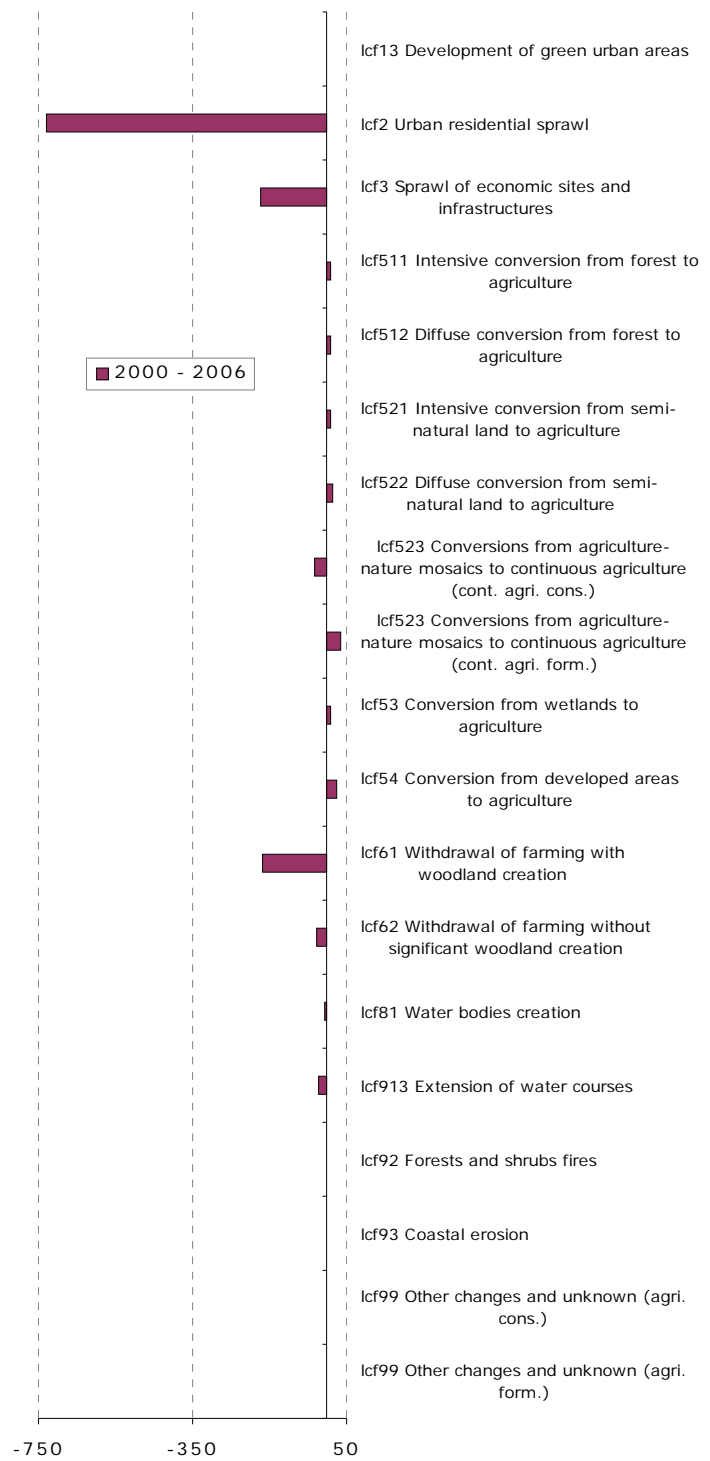 lcf13 Development of green urban areas
lcf2 Urban residential sprawl
lcf3 Sprawl of economic sites and
infrastructures
lcf511 Intensive conversion from forest to
agriculture
lcf512 Diffuse conversion from forest to
agriculture
2000 - 2006
lcf521 Intensive conversion from semi-
natural land to agriculture
lcf522 Diffuse conversion from semi-
natural land to agriculture
lcf523 Conversions from agriculture-
nature mosaics to continuous agriculture
(cont. agri. cons.)
lcf523 Conversions from agriculture-
nature mosaics to continuous agriculture
(cont. agri. form.)
lcf53 Conversion from wetlands to
agriculture
lcf54 Conversion from developed areas
to agriculture
lcf61 Withdrawal of farming with
woodland creation
lcf62 Withdrawal of farming without
significant woodland creation
lcf81 Water bodies creation
lcf913 Extension of water courses
lcf92 Forests and shrubs fires
lcf93 Coastal erosion
lcf99 Other changes and unknown (agri.
cons.)
lcf99 Other changes and unknown (agri.
form.)
-750 -350 50